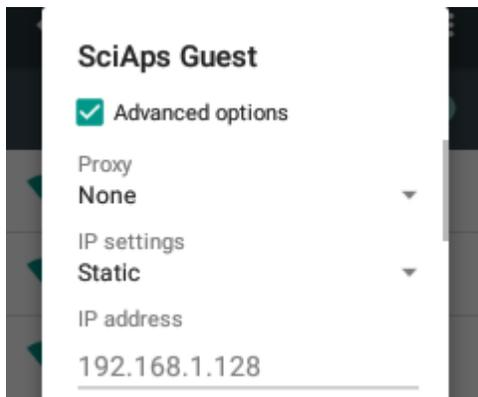 SciAps Guest
Advanced options
Proxy
None
IP settings
Static
IP address
192.168.1.128